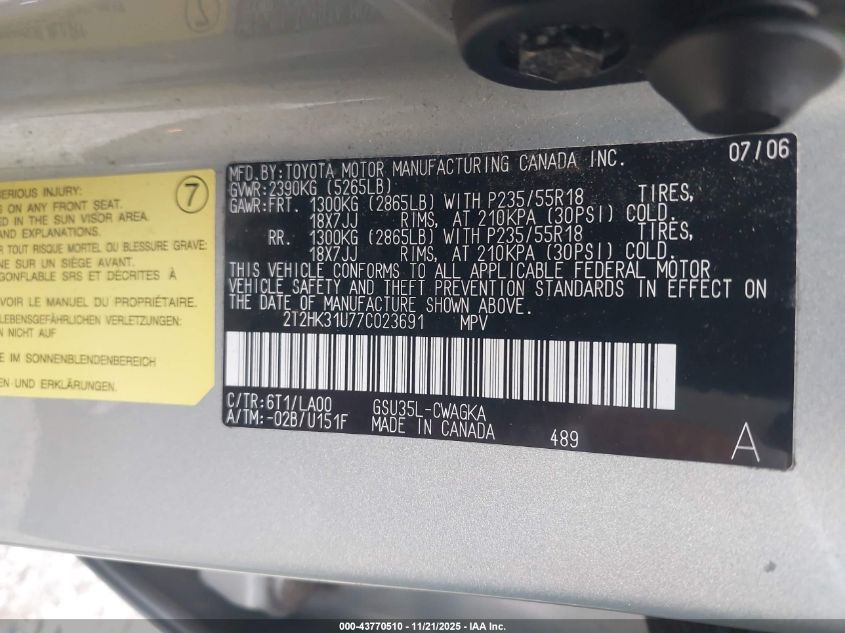 SERIOUS INJURY:
S ON ANY FRONT SEAT.
ED IN THE SUN VISOR AREA.
AND EXPLANATIONS.
R TOUT RISQUE MORTEL OU BLESSURE GRAVE:
NE SUR UN SIÈGE AVANT.
GONFLABLE SRS ET DÉCRITES À
VOIR LE MANUEL DU PROPRIÉTAIRE.
LEBENSGEFÄHRLICHEN VERLETZUNGEN:
N NICHT AUF
E IM SONNENBLENDENBEREICH
EN-UND ERKLÄRUNGEN.
7
MFD.BY:TOYOTA MOTOR MANUFACTURING CANADA INC. 07/06
GVWR:2390KG (5265LB)
GAWR:FRT. 1300KG (2865LB) WITH P235/55R18 TIRES,
18X7JJ RIMS, AT 210KPA (30PSI) COLD.
RR. 1300KG (2865LB) WITH P235/55R18 TIRES,
18X7JJ RIMS, AT 210KPA (30PSI) COLD.
THIS VEHICLE CONFORMS TO ALL APPLICABLE FEDERAL MOTOR
VEHICLE SAFETY AND THEFT PREVENTION STANDARDS IN EFFECT ON
THE DATE OF MANUFACTURE SHOWN ABOVE.
2T2HK31U77C023691 MPV
C/TR:6T1/LA00 GSU35L-CWAGKA
A/TM:-02B/U151F MADE IN CANADA 489 A
000-43770510 - 11/21/2025 - IAA Inc.